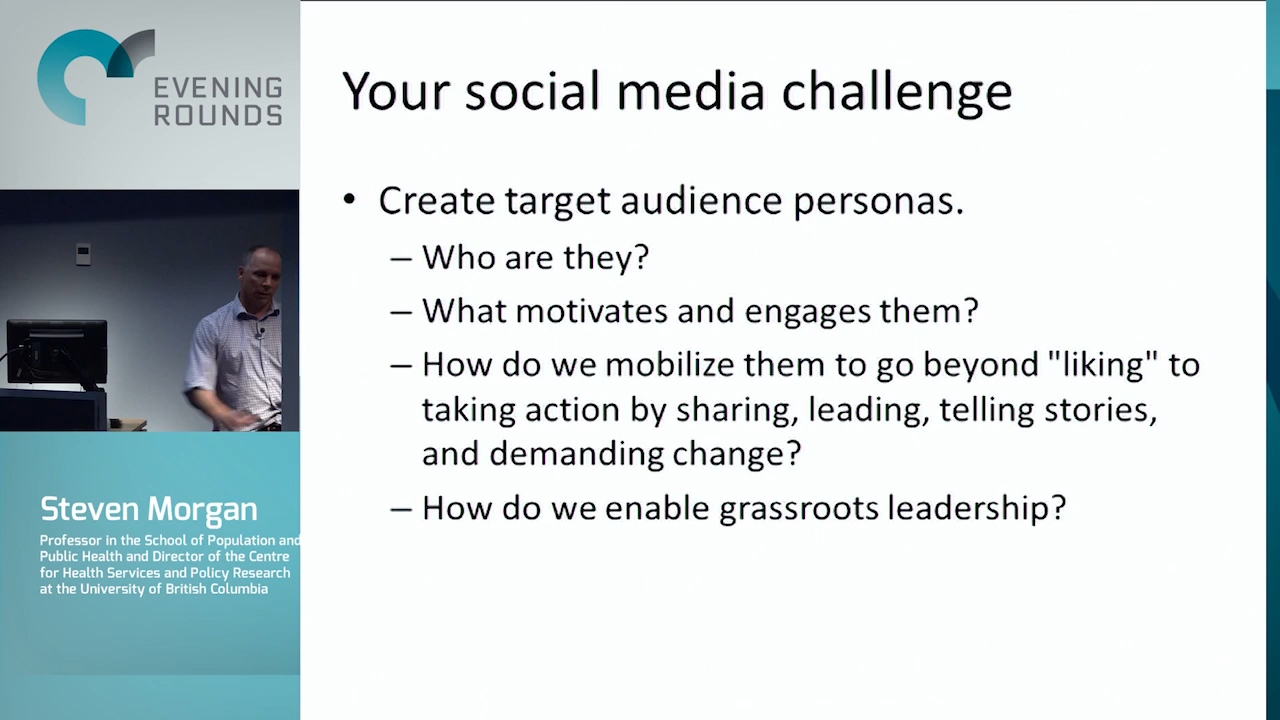 EVENING
ROUNDS
Your social media challenge
• Create target audience personas.
– Who are they?
– What motivates and engages them?
– How do we mobilize them to go beyond "liking" to
taking action by sharing, leading, telling stories,
and demanding change?
– How do we enable grassroots leadership?
Steven Morgan
Professor in the School of Population and
Public Health and Director of the Centre
for Health Services and Policy Research
at the University of British Columbia